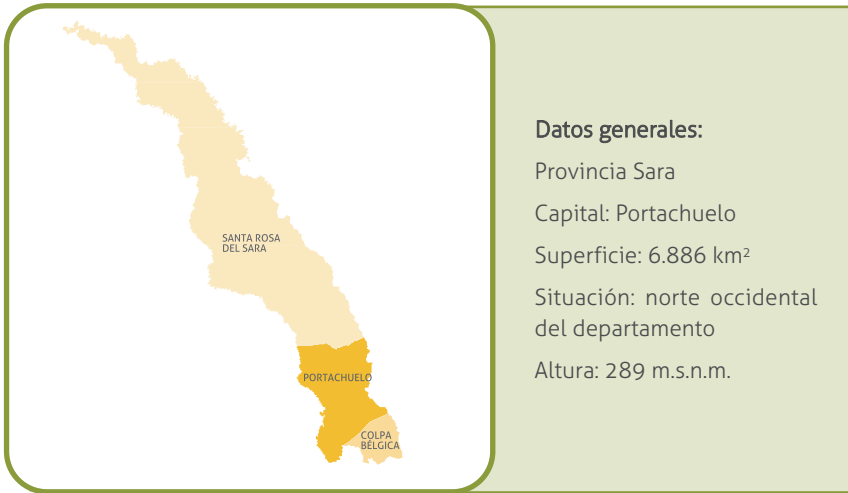 SANTA ROSA
DEL SARA
PORTACHUELO
COLPA
BÉLGICA
Datos generales:
Provincia Sara
Capital: Portachuelo
Superficie: 6.886 km²
Situación: norte occidental
del departamento
Altura: 289 m.s.n.m.